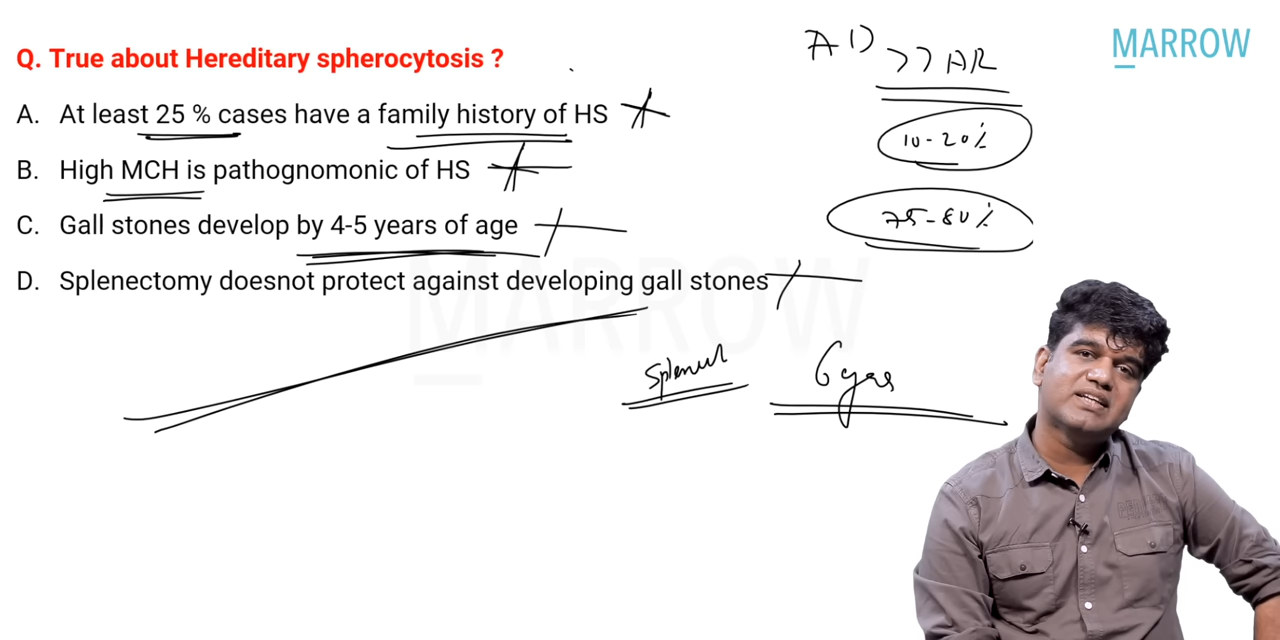 MARROW
AD >> AR
Q. True about Hereditary spherocytosis ?
A. At least 25 % cases have a family history of HS
10-20%
B. High MCH is pathognomonic of HS
C. Gall stones develop by 4-5 years of age
75-80%
D. Splenectomy doesnot protect against developing gall stones
MARROW
6 yrs